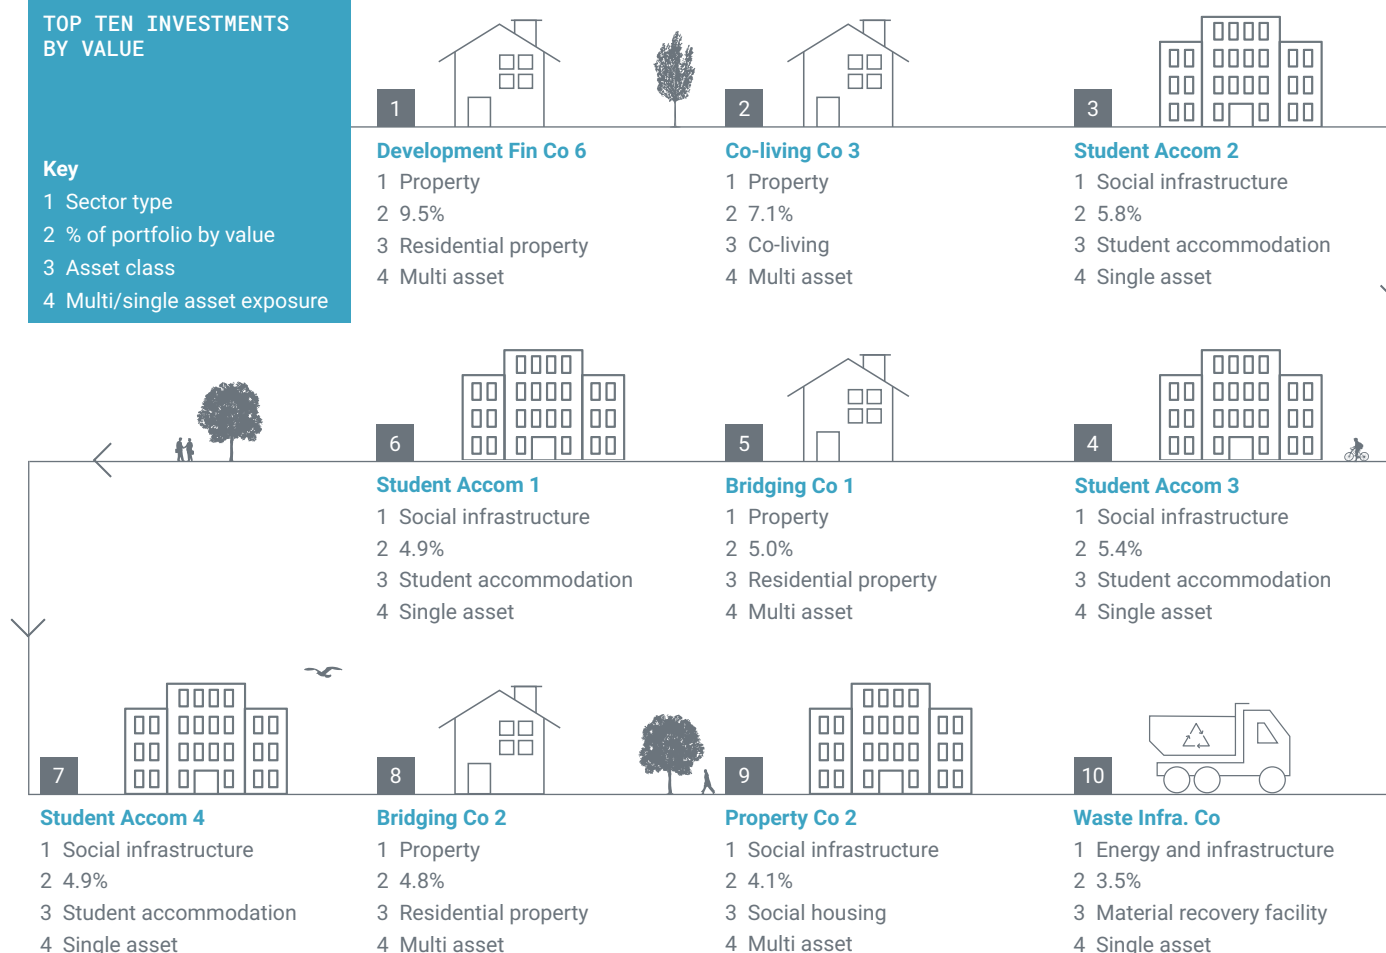 TOP TEN INVESTMENTS
BY VALUE
Key
1 Sector type
2 % of portfolio by value
3 Asset class
4 Multi/single asset exposure
1
Development Fin Co 6
1 Property
2 9.5%
3 Residential property
4 Multi asset
2
Co-living Co 3
1 Property
2 7.1%
3 Co-living
4 Multi asset
3
Student Accom 2
1 Social infrastructure
2 5.8%
3 Student accommodation
4 Single asset
4
Student Accom 3
1 Social infrastructure
2 5.4%
3 Student accommodation
4 Single asset
5
Bridging Co 1
1 Property
2 5.0%
3 Residential property
4 Multi asset
6
Student Accom 1
1 Social infrastructure
2 4.9%
3 Student accommodation
4 Single asset
7
Student Accom 4
1 Social infrastructure
2 4.9%
3 Student accommodation
4 Single asset
8
Bridging Co 2
1 Property
2 4.8%
3 Residential property
4 Multi asset
9
Property Co 2
1 Social infrastructure
2 4.1%
3 Social housing
4 Multi asset
10
Waste Infra. Co
1 Energy and infrastructure
2 3.5%
3 Material recovery facility
4 Single asset